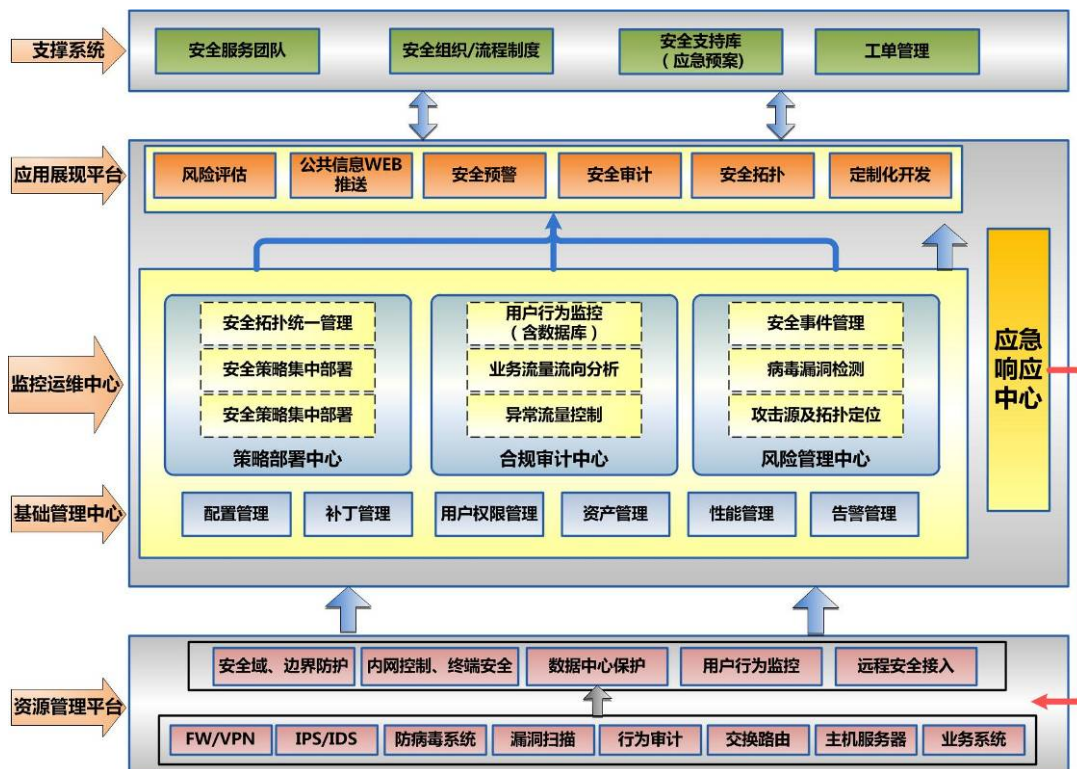 支撑系统
安全服务团队
安全组织/流程制度
安全支持库
（应急预案）
工单管理
应用展现平台
风险评估
公共信息WEB
推送
安全预警
安全审计
安全拓扑
定制化开发
监控运维中心
安全拓扑统一管理
安全策略集中部署
安全策略集中部署
策略部署中心
用户行为监控
（含数据库）
业务流量流向分析
异常流量控制
合规审计中心
安全事件管理
病毒漏洞检测
攻击源及拓扑定位
风险管理中心
应急
响应
中心
基础管理中心
配置管理
补丁管理
用户权限管理
资产管理
性能管理
告警管理
资源管理平台
安全域、边界防护
内网控制、终端安全
数据中心保护
用户行为监控
远程安全接入
FW/VPN
IPS/IDS
防病毒系统
漏洞扫描
行为审计
交换路由
主机服务器
业务系统